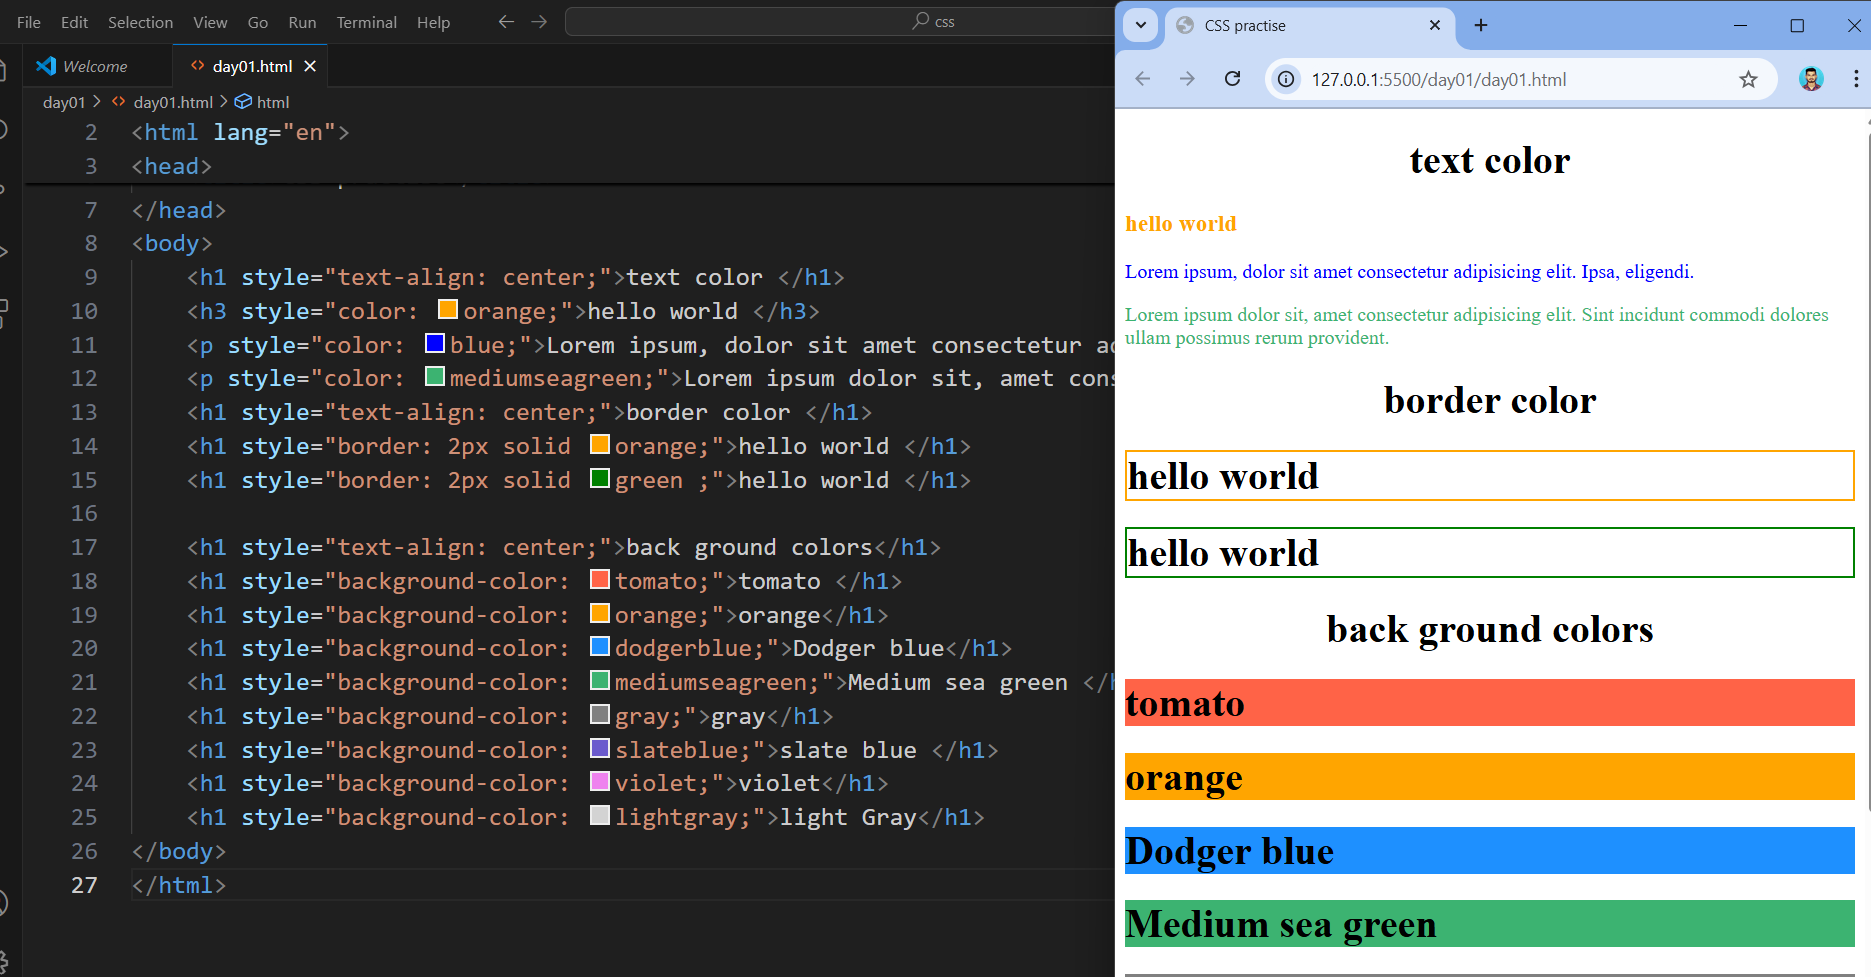 File Edit Selection View Go Run Terminal Help
css
Welcome
day01.html
day01 > day01.html > html
2 <html lang="en">
3 <head>
7 </head>
8 <body>
9 <h1 style="text-align: center;">text color </h1>
10 <h3 style="color: orange;">hello world </h3>
11 <p style="color: blue;">Lorem ipsum, dolor sit amet consectetur
12 <p style="color: mediumseagreen;">Lorem ipsum dolor sit, amet
13 <h1 style="text-align: center;">border color </h1>
14 <h1 style="border: 2px solid orange;">hello world </h1>
15 <h1 style="border: 2px solid green ;">hello world </h1>
16
17 <h1 style="text-align: center;">back ground colors</h1>
18 <h1 style="background-color: tomato;">tomato </h1>
19 <h1 style="background-color: orange;">orange</h1>
20 <h1 style="background-color: dodgerblue;">Dodger blue</h1>
21 <h1 style="background-color: mediumseagreen;">Medium sea green </
22 <h1 style="background-color: gray;">gray</h1>
23 <h1 style="background-color: slateblue;">slate blue </h1>
24 <h1 style="background-color: violet;">violet</h1>
25 <h1 style="background-color: lightgray;">light Gray</h1>
26 </body>
27 </html>
CSS practise
127.0.0.1:5500/day01/day01.html
text color
hello world
Lorem ipsum, dolor sit amet consectetur adipisicing elit. Ipsa, eligendi.
Lorem ipsum dolor sit, amet consectetur adipisicing elit. Sint incidunt commodi dolores
ullam possimus rerum provident.
border color
hello world
hello world
back ground colors
tomato
orange
Dodger blue
Medium sea green